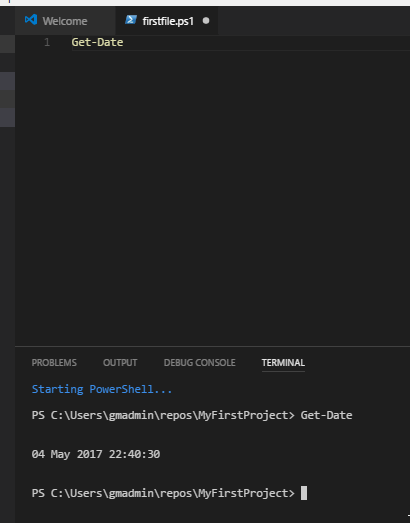 Welcome firstfile.ps1
1 Get-Date
PROBLEMS OUTPUT DEBUG CONSOLE TERMINAL
Starting PowerShell...
PS C:\Users\gmadmin\repos\MyFirstProject> Get-Date
04 May 2017 22:40:30
PS C:\Users\gmadmin\repos\MyFirstProject>